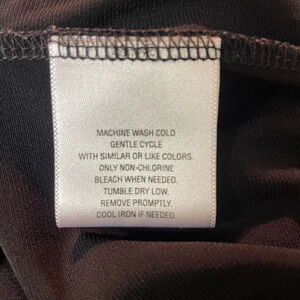 MACHINE WASH COLD
GENTLE CYCLE
WITH SIMILAR OR LIKE COLORS.
ONLY NON-CHLORINE
BLEACH WHEN NEEDED.
TUMBLE DRY LOW.
REMOVE PROMPTLY.
COOL IRON IF NEEDED.